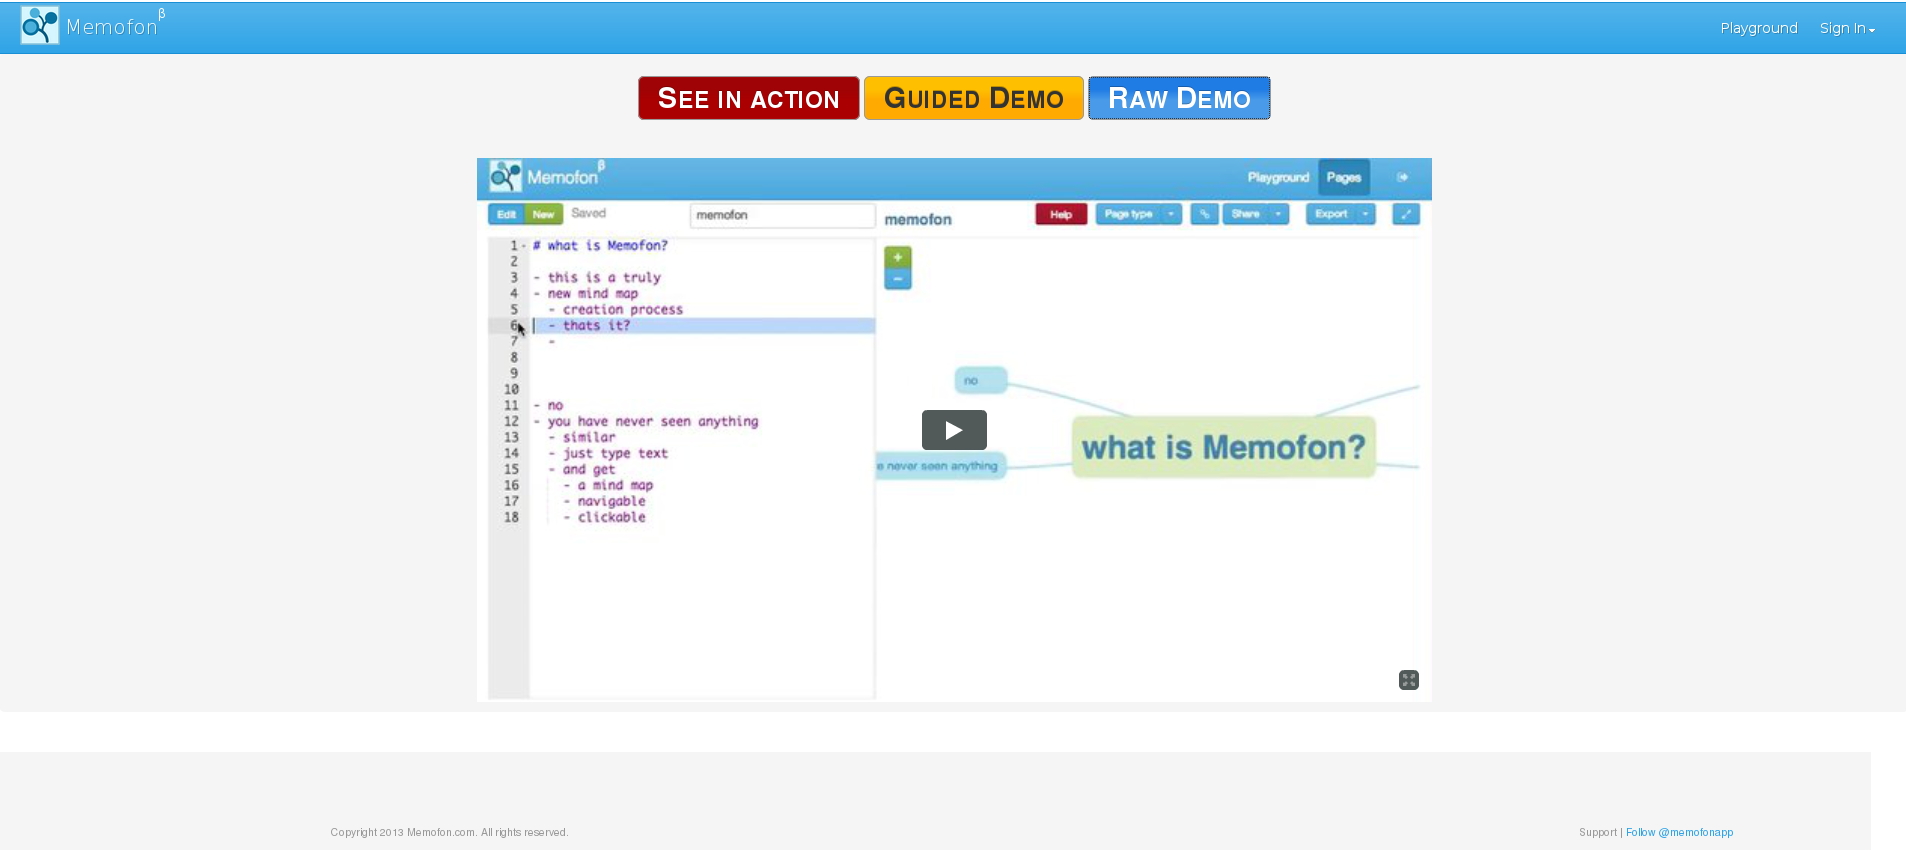 Memofon β
Playground Sign In
SEE IN ACTION GUIDED DEMO RAW DEMO
Memofon β
Playground Pages
Edit New Saved memofon memofon Help Page type Share Export
1 # what is Memofon?
2
3 - this is a truly
4 - new mind map
5 - creation process
6 - thats it?
7 -
8
9
10
11 - no
12 - you have never seen anything
13 - similar
14 - just type text
15 - and get
16 - a mind map
17 - navigable
18 - clickable
+
-
no
what is Memofon?
e never seen anything
Copyright 2013 Memofon.com. All rights reserved.
Support | Follow @memofonapp